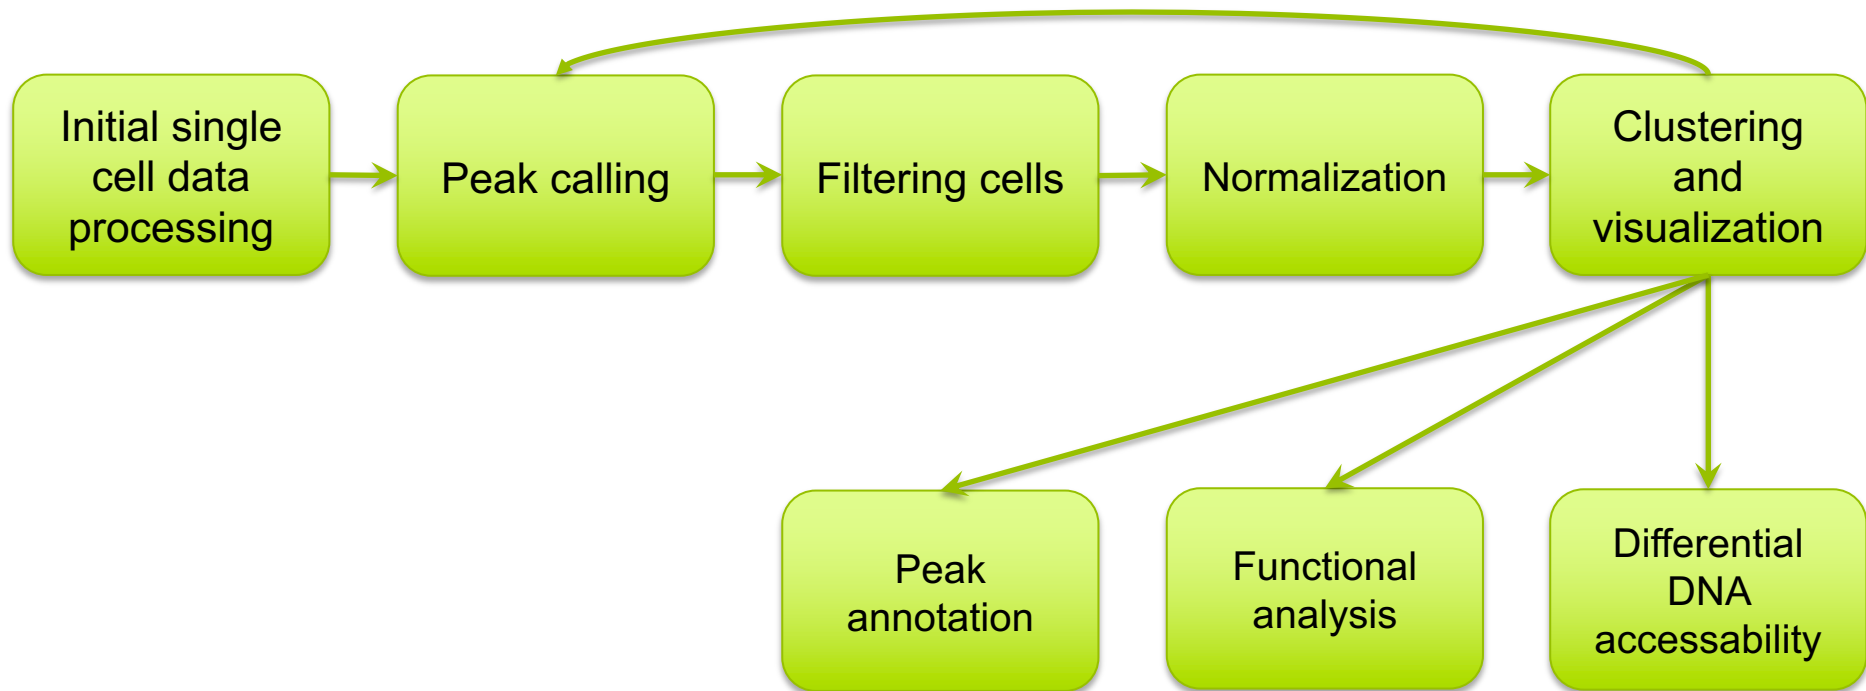 Initial single
cell data
processing
Peak calling
Filtering cells
Normalization
Clustering
and
visualization
Peak
annotation
Functional
analysis
Differential
DNA
accessability